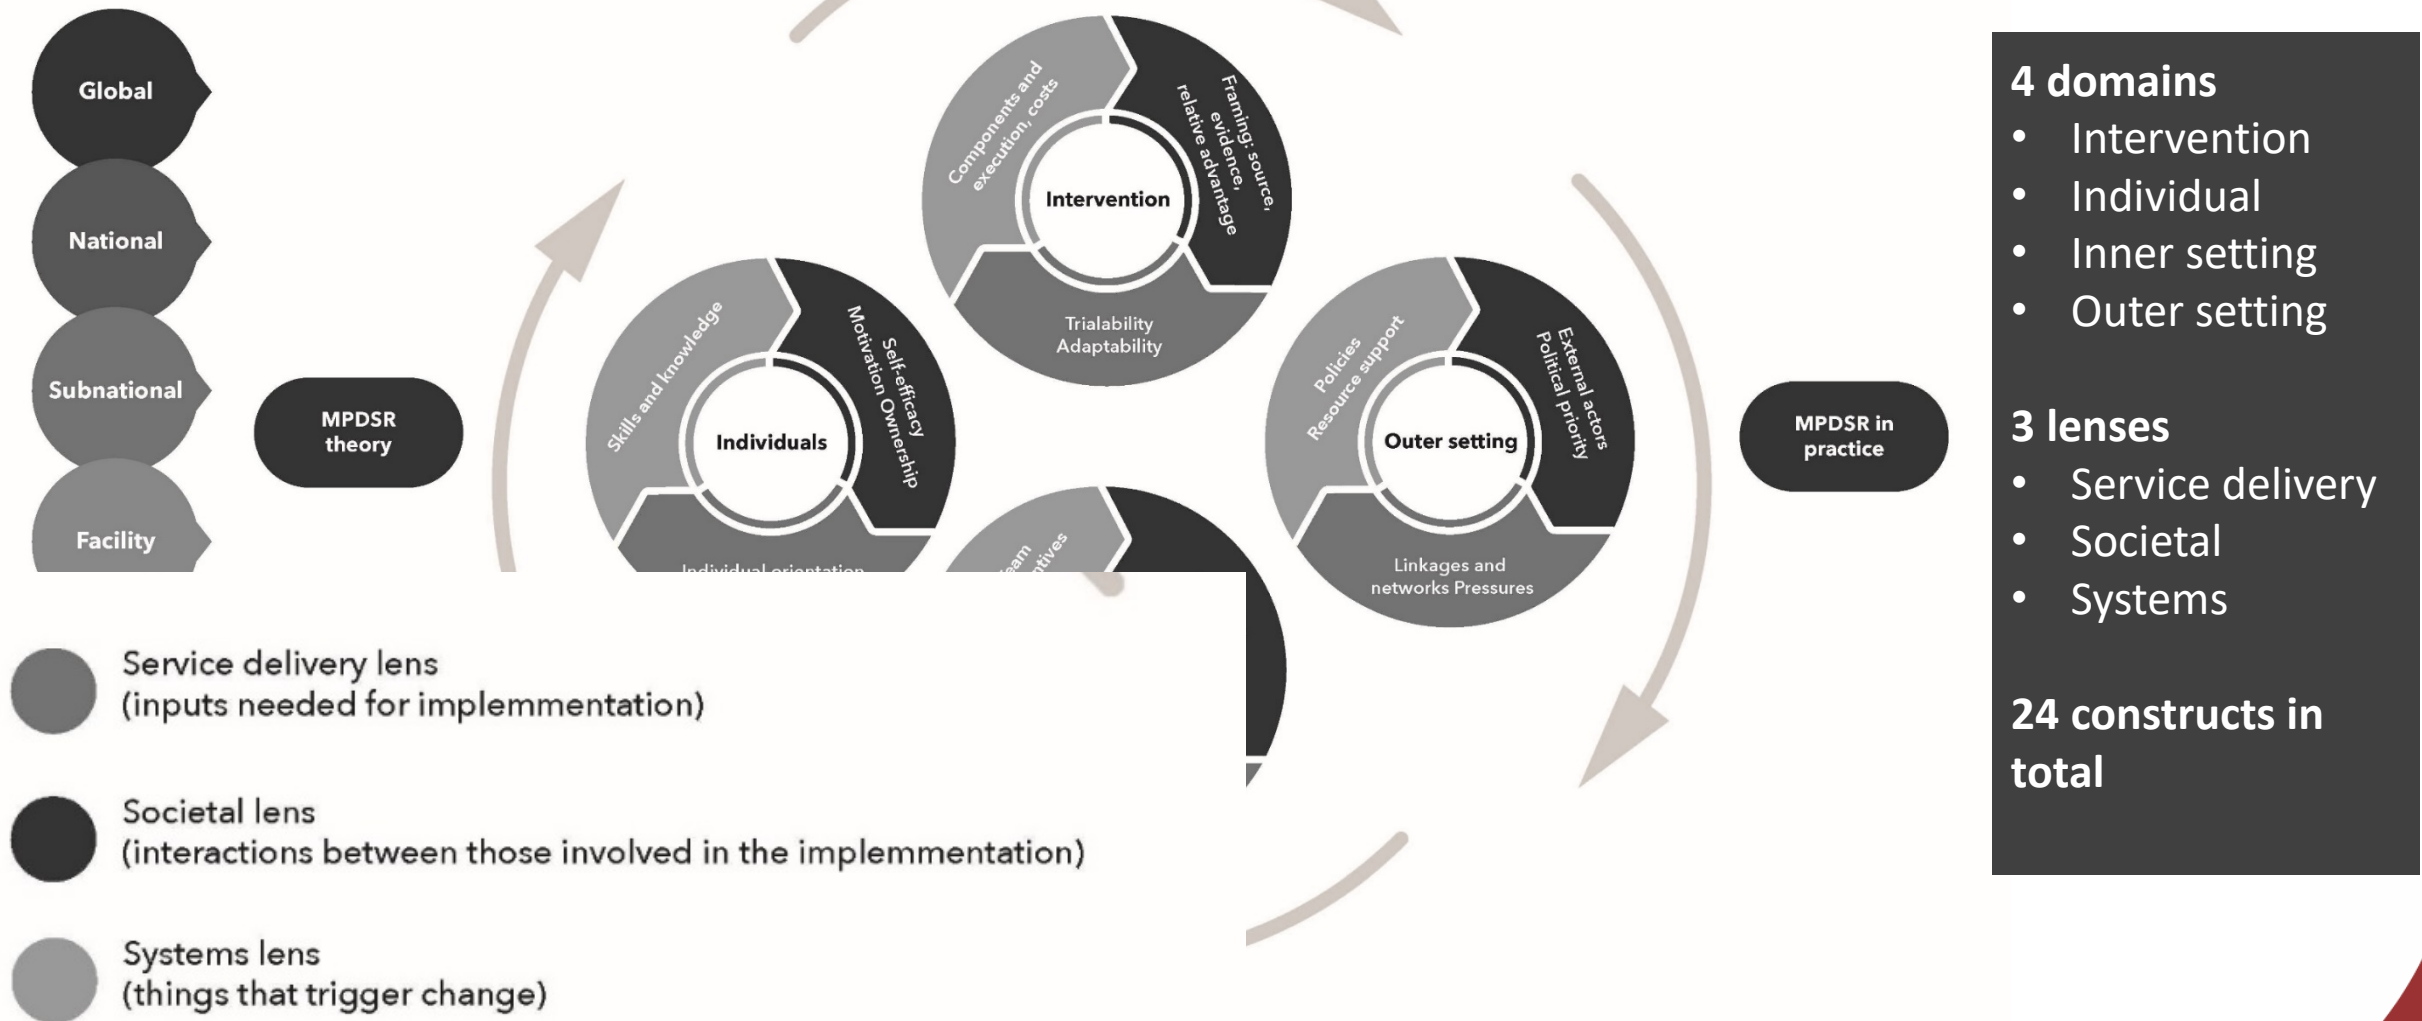 Global
National
Subnational
Facility
MPDSR
theory
Components and
execution, costs
Framing: source,
evidence,
relative advantage
Intervention
Trialability
Adaptability
Skills and knowledge
Self-efficacy
Motivation Ownership
Individuals
Individual orientation
Policies
Resource support
External actors
Political priority
Outer setting
Linkages and
networks Pressures
MPDSR in
practice
Service delivery lens
(inputs needed for implemmentation)
Societal lens
(interactions between those involved in the implemmentation)
Systems lens
(things that trigger change)
4 domains
• Intervention
• Individual
• Inner setting
• Outer setting
3 lenses
• Service delivery
• Societal
• Systems
24 constructs in
total